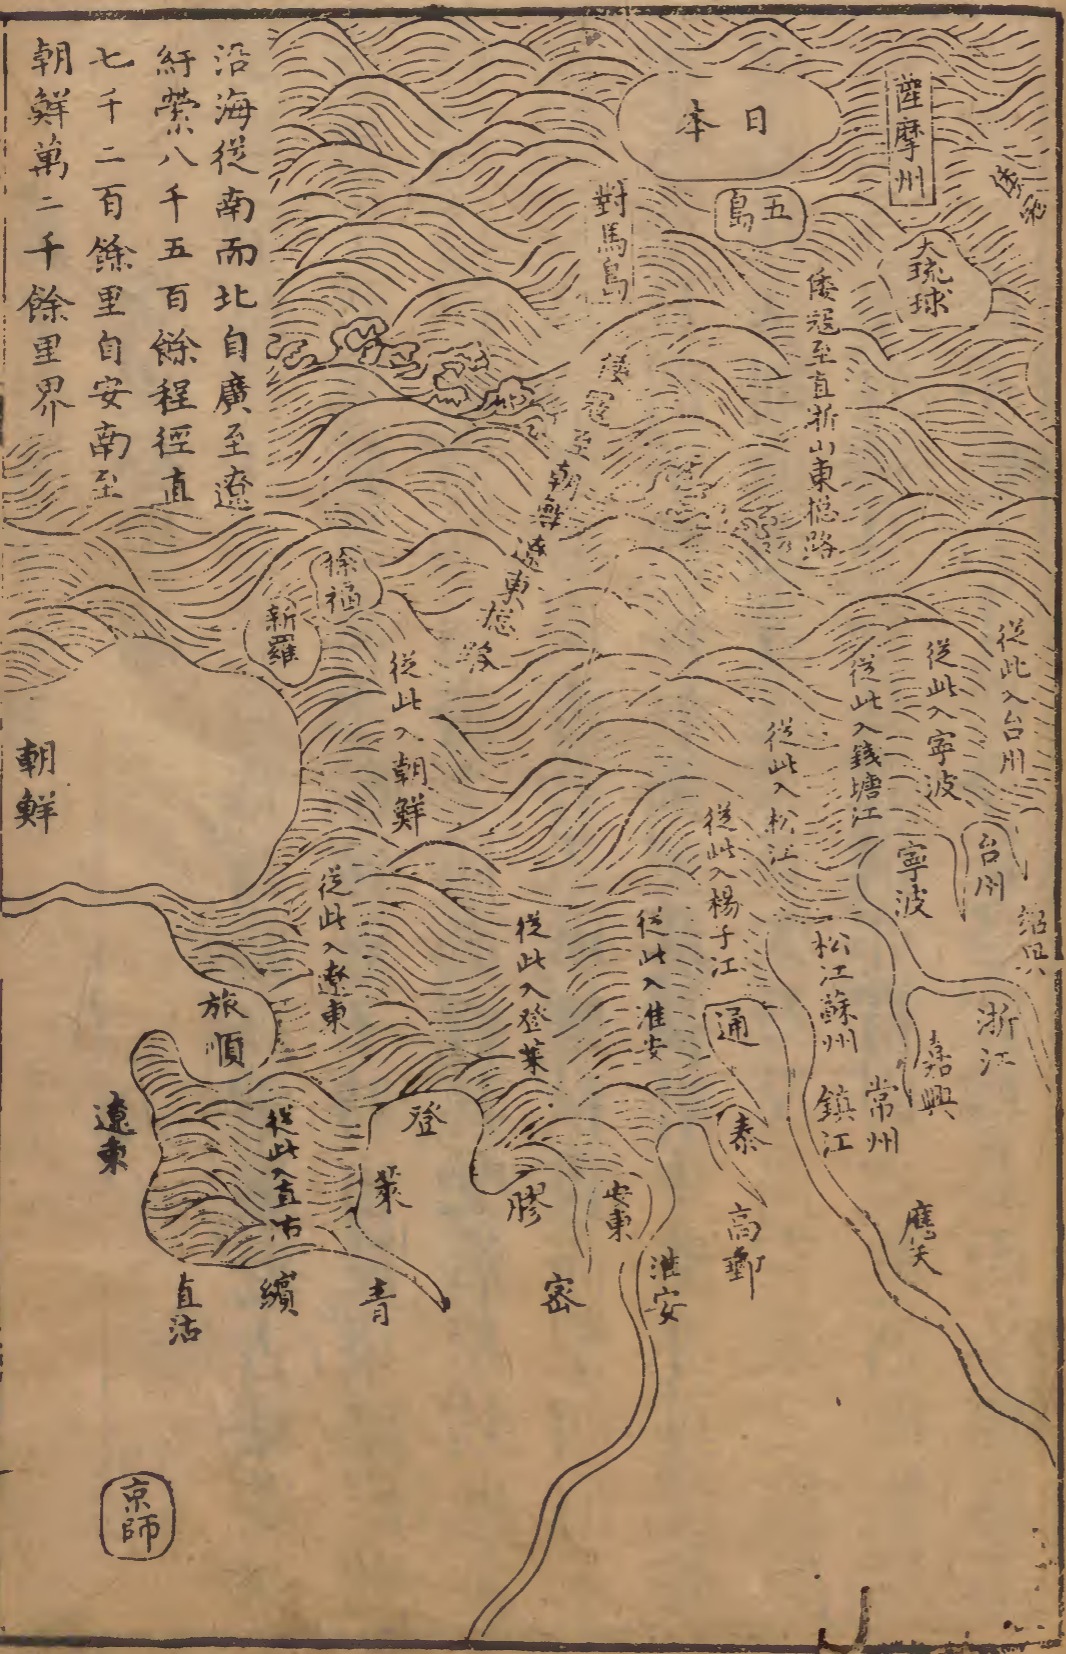 倭寇
薩摩州
大琉球
日本
五島
對馬島
倭寇至直浙山東揔路
倭寇至朝鮮遼東揔路
沿海從南而北自廣至遼
紆縈八千五百餘程徑直
七千二百餘里自安南至
朝鮮萬二千餘里界
徐福
新羅
朝鮮
從此入台州
從此入寧波
從此入錢塘江
從此入松江
從此入楊子江
從此入淮安
從此入登萊
從此入朝鮮
從此入遼東
從此入直沽
台州
紹興
寧波
浙江
嘉興
松江蘇州
常州
鎮江
應天
通
泰
高郵
安東
淮安
膠
密
登
萊
青
旅順
遼東
直沽
京師